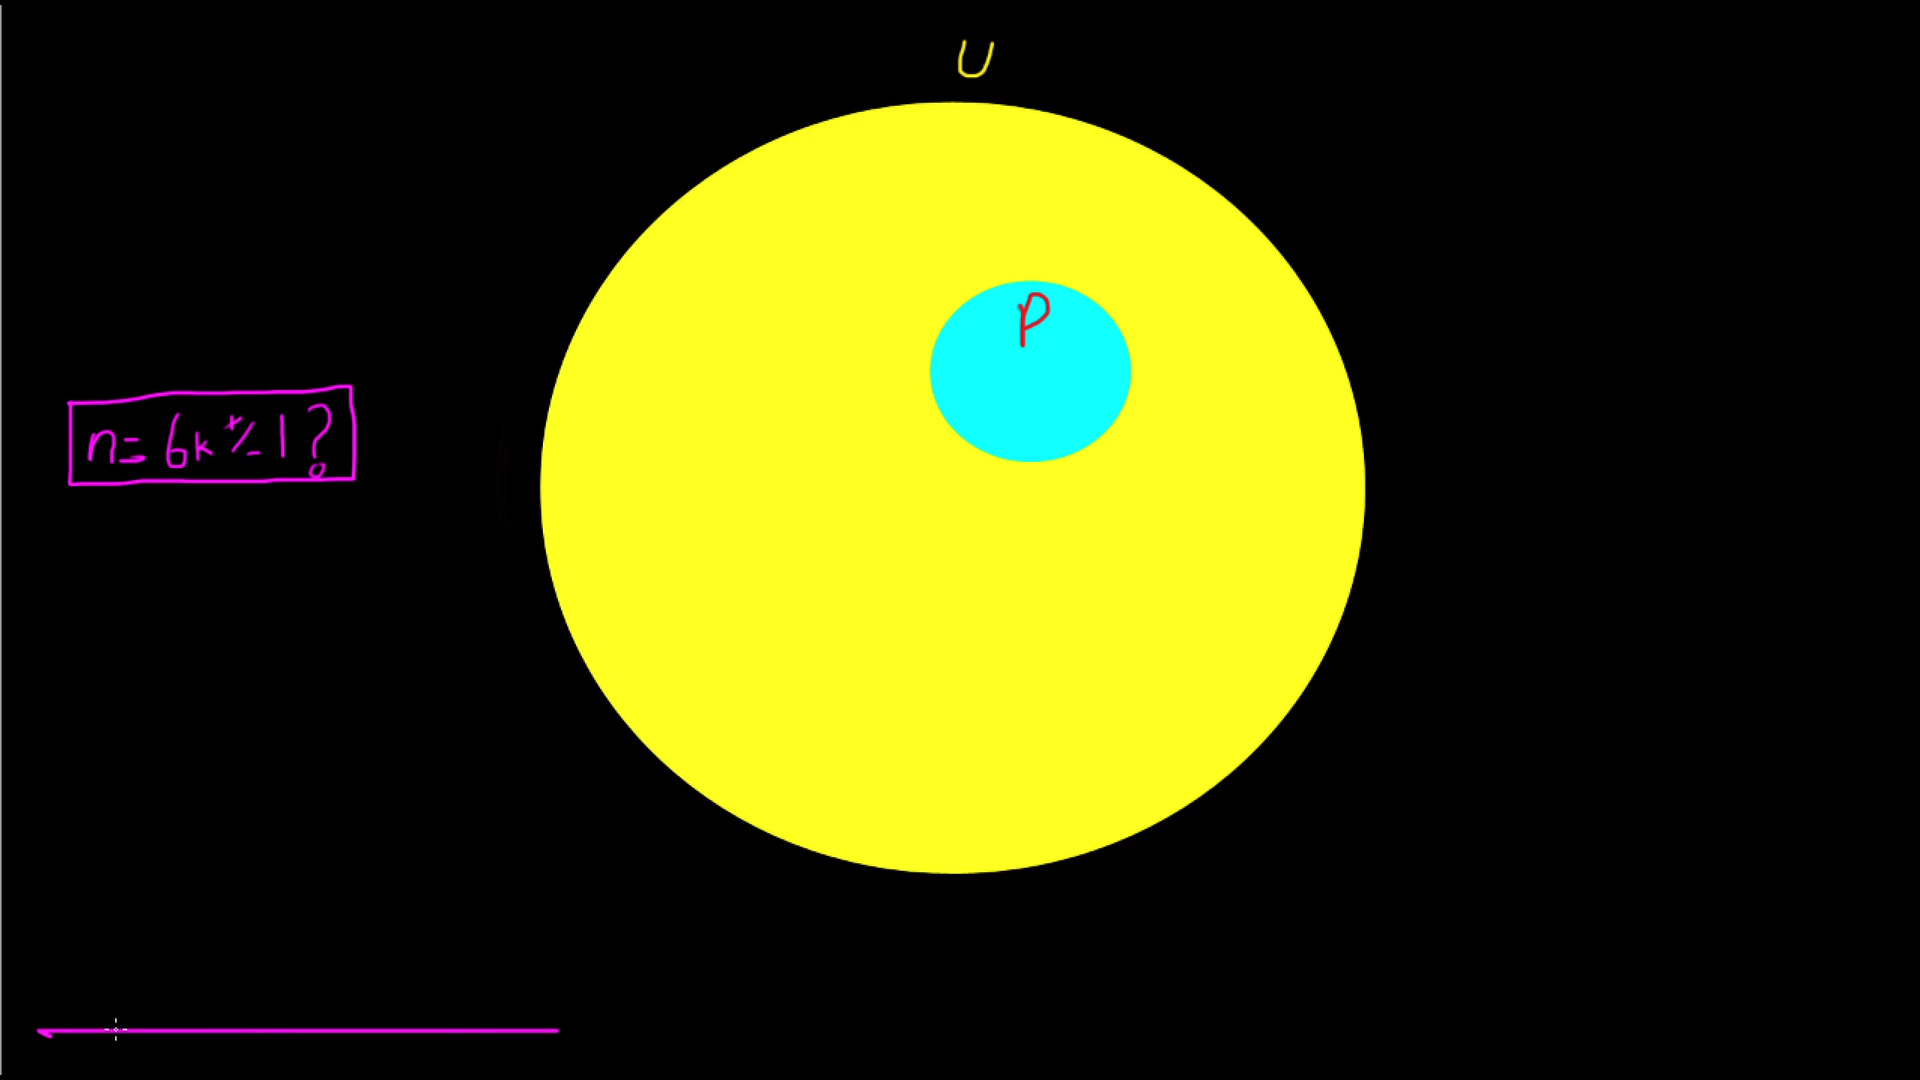 U
P
n = 6k +/- 1?